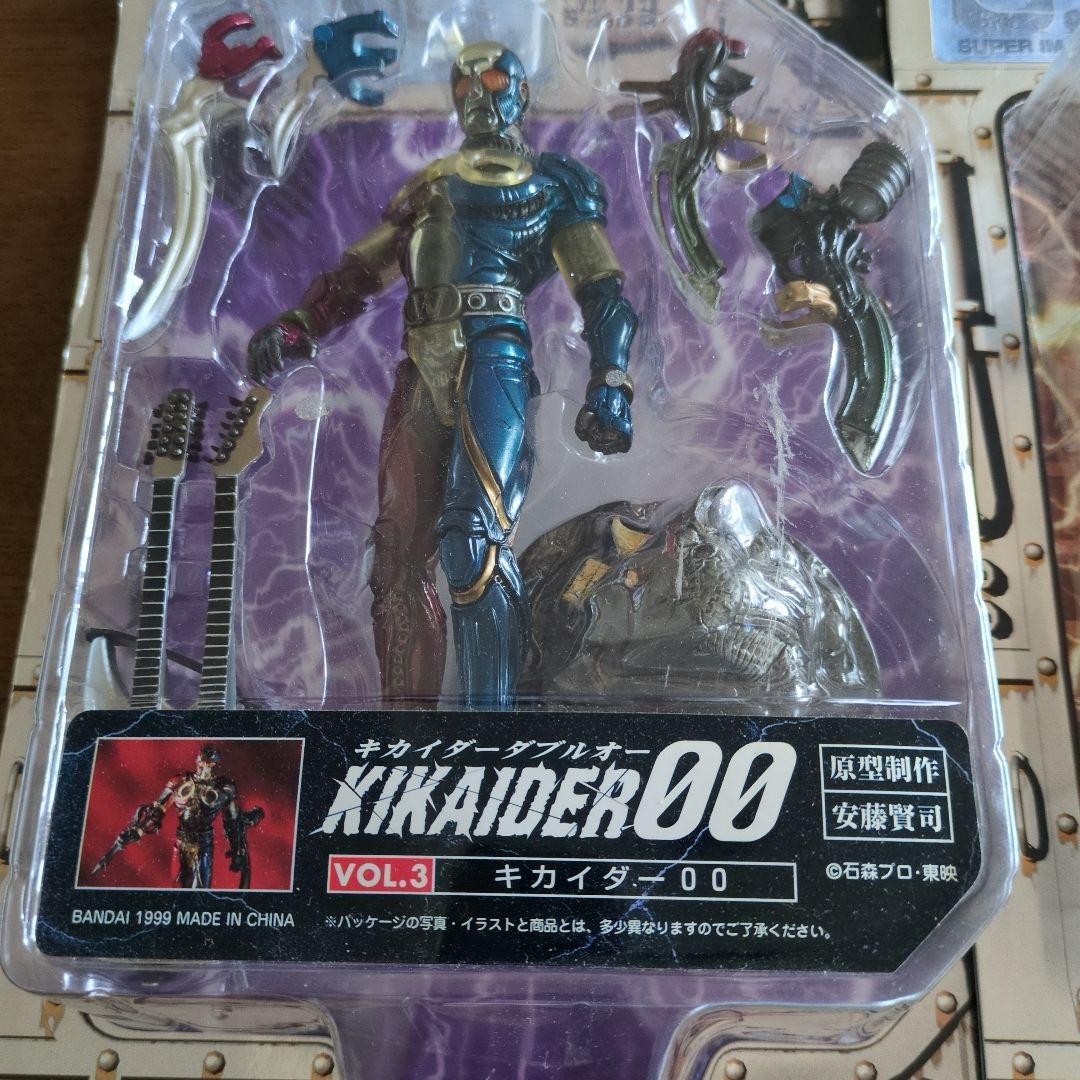 SUPER IM
キカイダーダブルオー
KIKAIDER00
原型制作
安藤賢司
VOL.3
キカイダー00
©石森プロ・東映
BANDAI 1999 MADE IN CHINA
※パッケージの写真・イラストと商品とは、多少異なりますのでご了承ください。